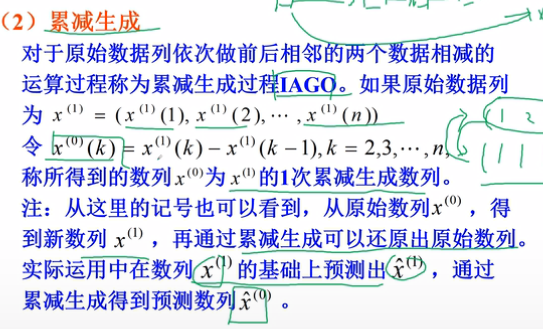 （2）累减生成
对于原始数据列依次做前后相邻的两个数据相减的
运算过程称为累减生成过程IAGO。如果原始数据列
为 x⁽¹⁾ = (x⁽¹⁾(1), x⁽¹⁾(2), ⋯, x⁽¹⁾(n))
令 x⁽⁰⁾(k) = x⁽¹⁾(k) − x⁽¹⁾(k − 1), k = 2,3,⋯, n,
称所得到的数列 x⁽⁰⁾为 x⁽¹⁾ 的1次累减生成数列。
注：从这里的记号也可以看到，从原始数列x⁽⁰⁾，得
到新数列 x⁽¹⁾，再通过累减生成可以还原出原始数列。
实际运用中在数列 x⁽¹⁾ 的基础上预测出 x̂⁽¹⁾，通过
累减生成得到预测数列 x̂⁽⁰⁾ 。